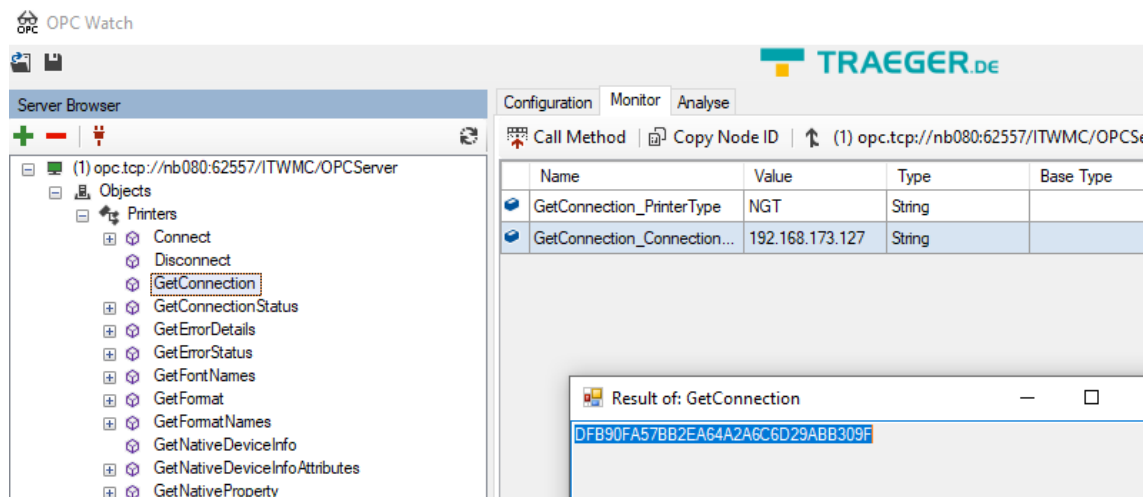 OPC OPC Watch
TRAEGER.DE
Server Browser
Configuration Monitor Analyse
Call Method Copy Node ID (1) opc.tcp://nb080:62557/ITWMC/OPCSe
(1) opc.tcp://nb080:62557/ITWMC/OPCServer
Objects
Printers
Connect
Disconnect
GetConnection
GetConnectionStatus
GetErrorDetails
GetErrorStatus
GetFontNames
GetFormat
GetFormatNames
GetNativeDeviceInfo
GetNativeDeviceInfoAttributes
GetNativeProperty
Name Value Type Base Type
GetConnection_PrinterType NGT String
GetConnection_Connection... 192.168.173.127 String
Result of: GetConnection
DFB90FA57BB2EA64A2A6C6D29ABB309F